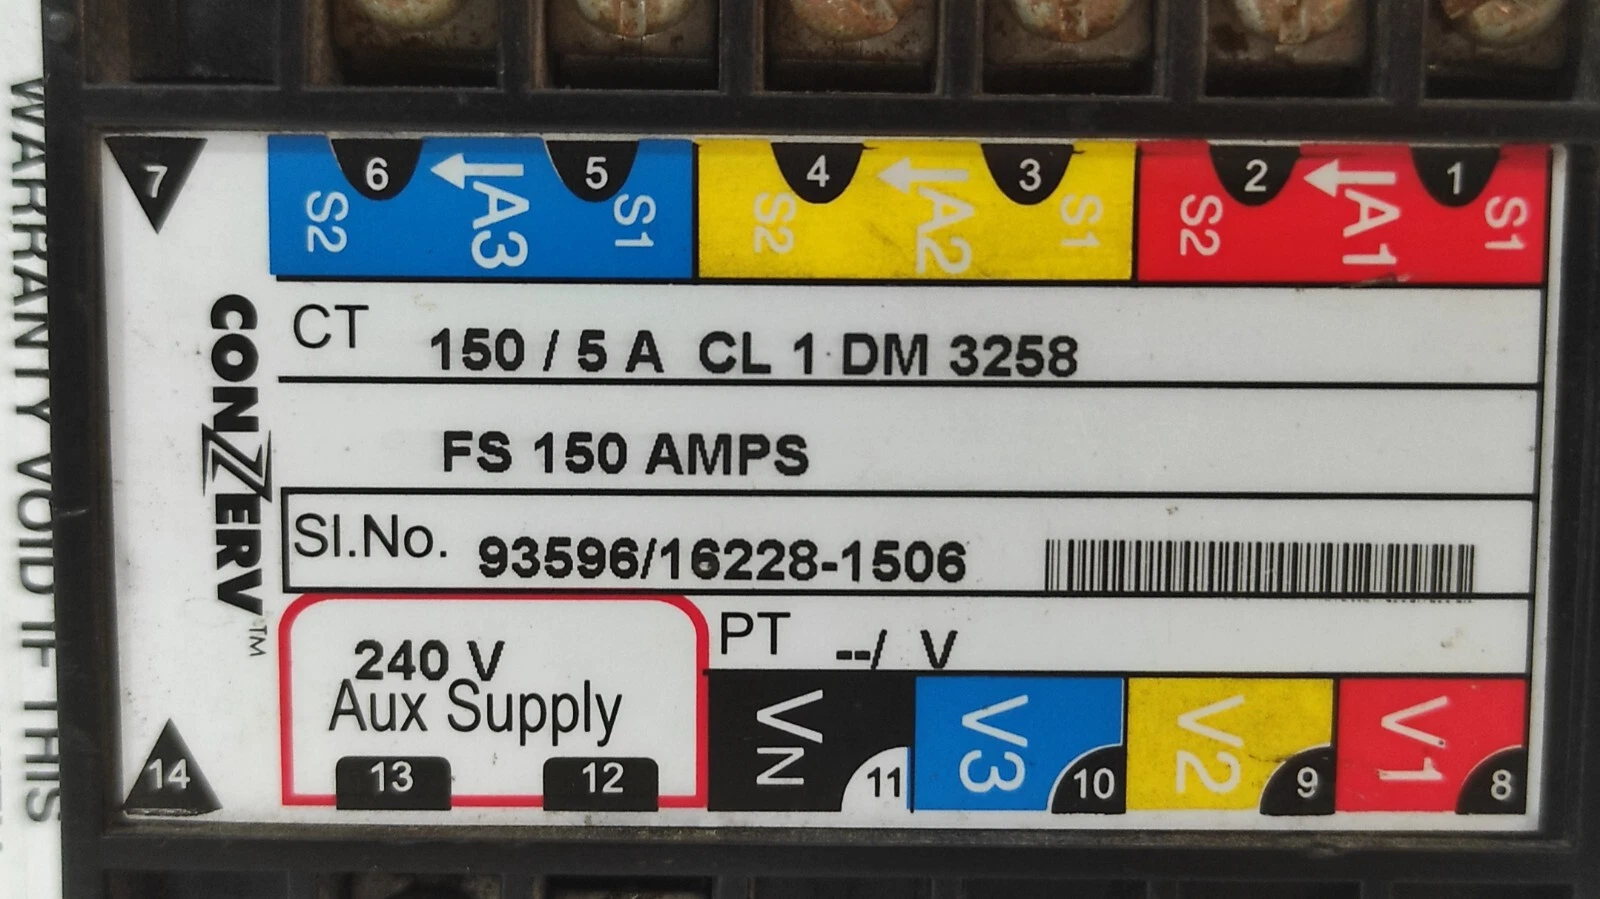 7
6 5 4 3 2 1
S2 A3 S1 S2 A2 S1 S2 A1 S1
CT 150 / 5 A CL 1 DM 3258
FS 150 AMPS
Sl.No. 93596/16228-1506
CONZERV™
240 V
Aux Supply
PT --/ V
VN V3 V2 V1
14 13 12 11 10 9 8
WARRANTY VOID IF THIS